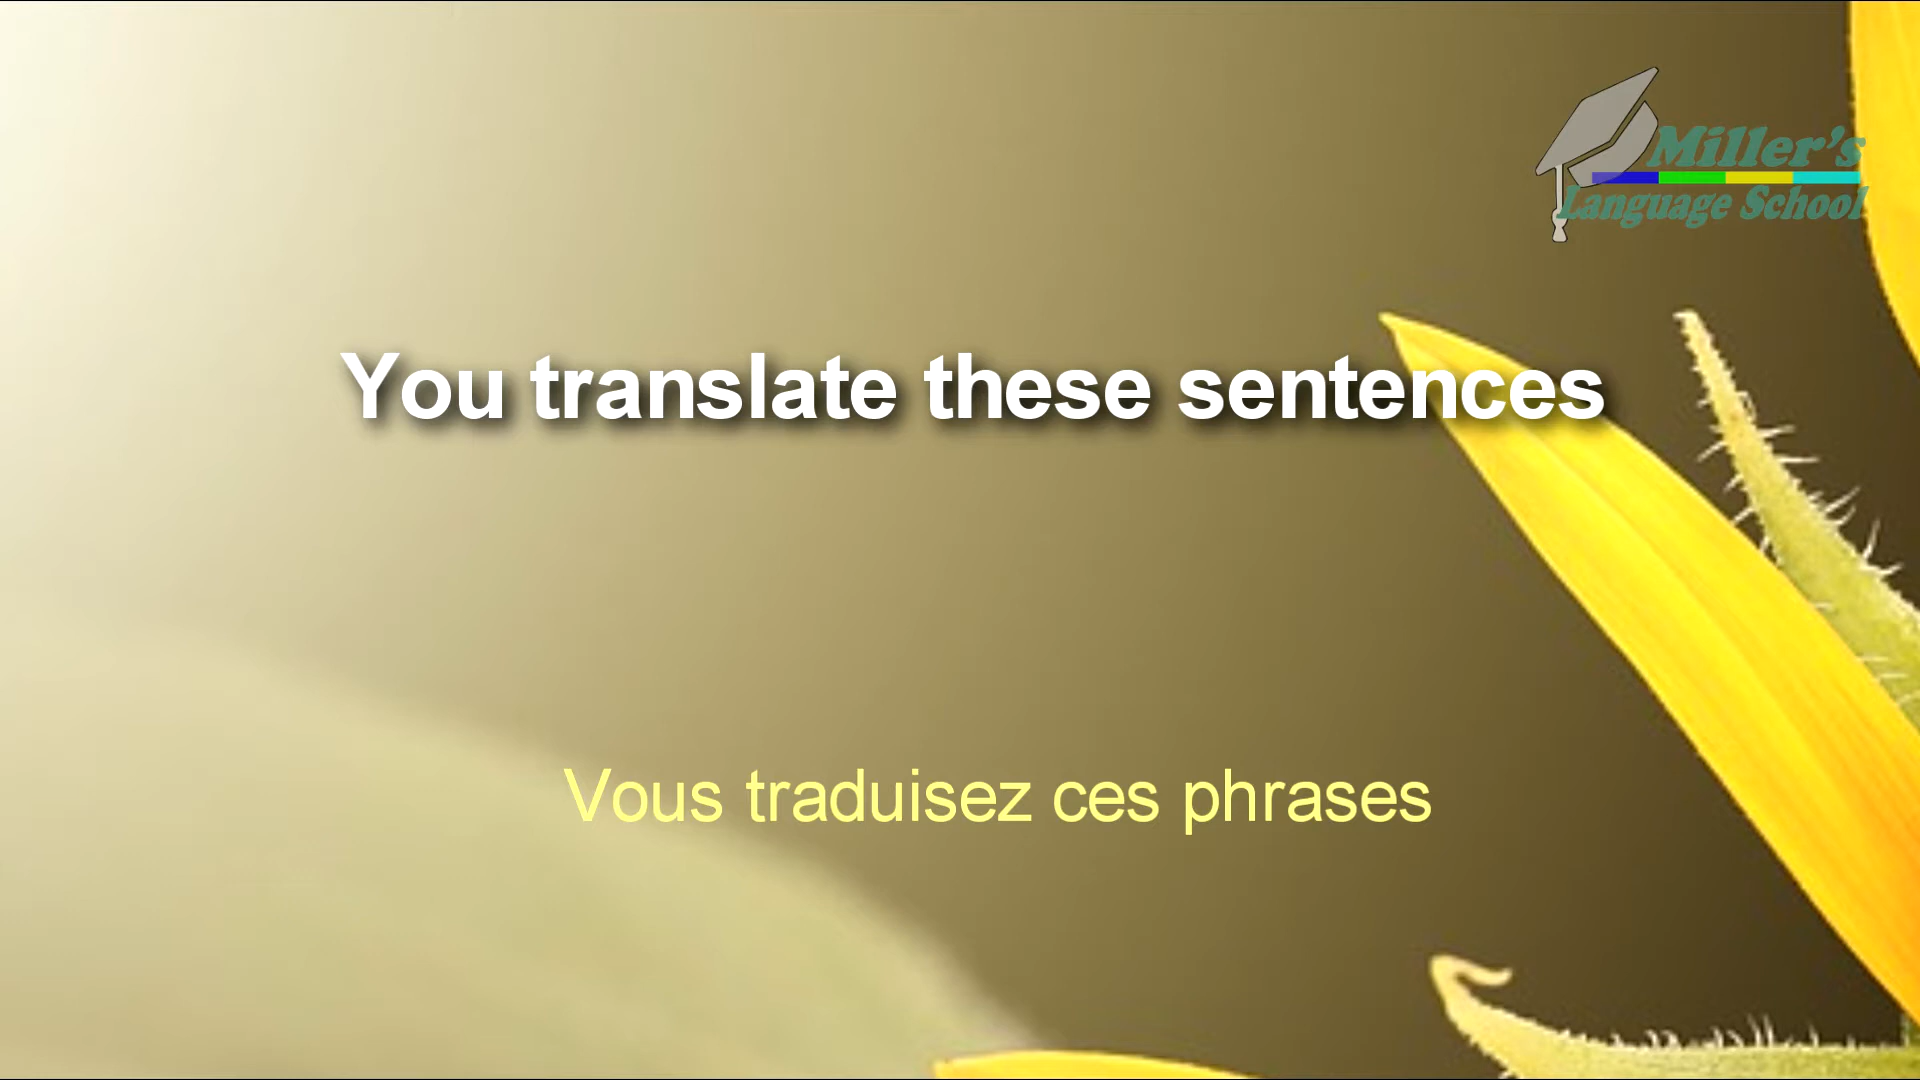 Miller's
Language School
You translate these sentences
Vous traduisez ces phrases